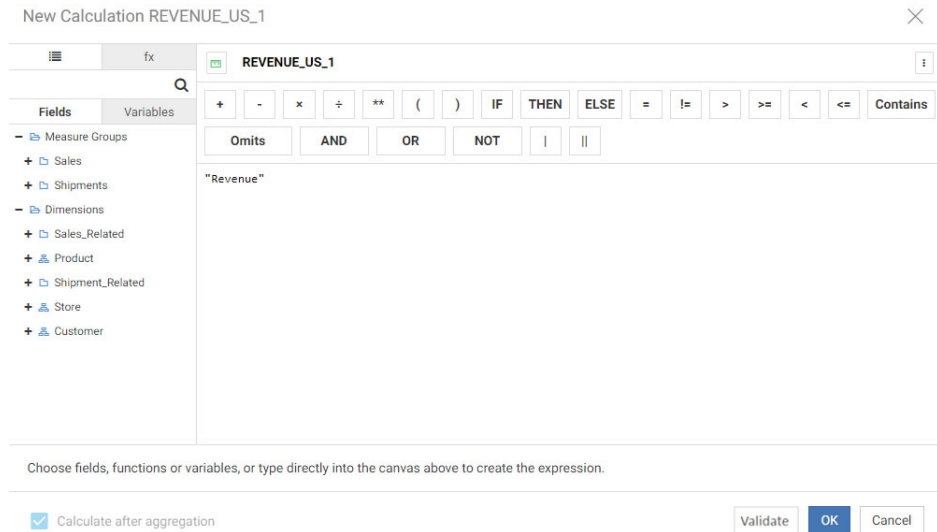 New Calculation REVENUE_US_1
fx
REVENUE_US_1
Fields Variables
+ - × ÷ ** ( ) IF THEN ELSE = != > >= < <= Contains
Omits AND OR NOT | ||
Measure Groups
Sales
Shipments
Dimensions
Sales_Related
Product
Shipment_Related
Store
Customer
"Revenue"
Choose fields, functions or variables, or type directly into the canvas above to create the expression.
Calculate after aggregation
Validate OK Cancel